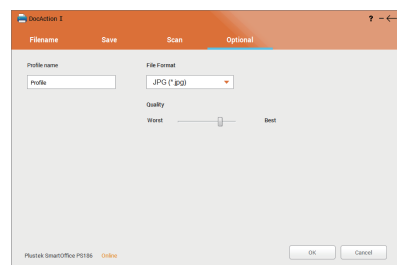 DocAction I ?
Filename Save Scan Optional
Profile name File Format
Profile JPG (*.jpg)
Quality
Worst Best
Plustek SmartOffice PS186 Online OK Cancel